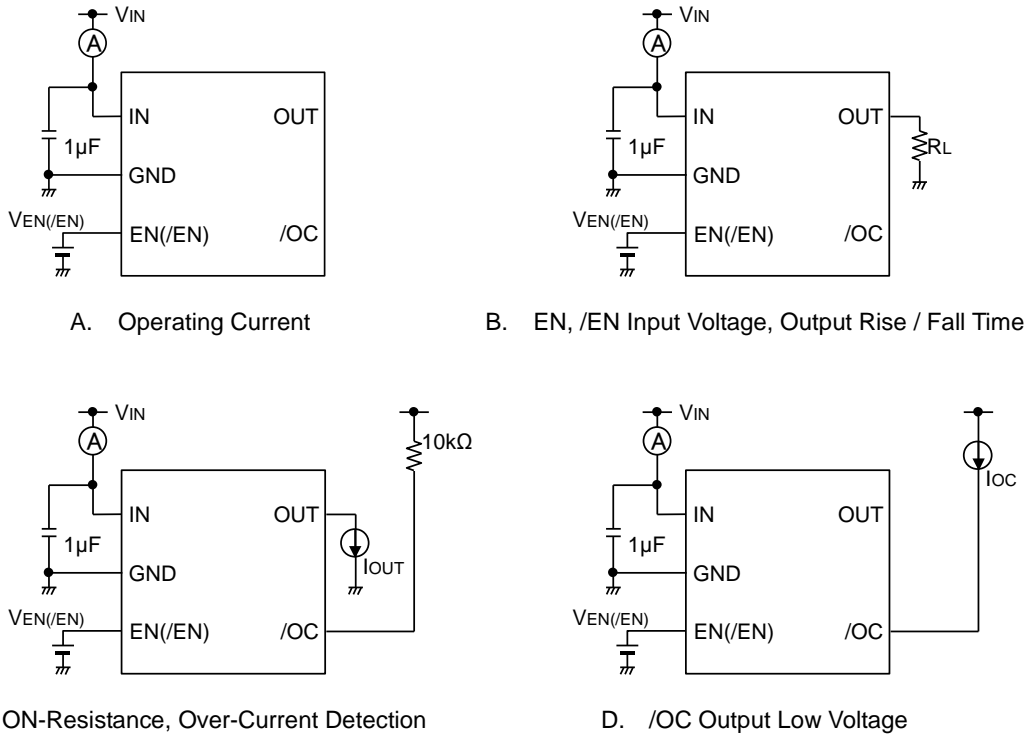 VIN
A
IN
OUT
1µF
GND
VEN(/EN)
EN(/EN)
/OC
A. Operating Current
VIN
A
IN
OUT
1µF
RL
GND
VEN(/EN)
EN(/EN)
/OC
B. EN, /EN Input Voltage, Output Rise / Fall Time
VIN
A
10kΩ
IN
OUT
1µF
IOUT
GND
VEN(/EN)
EN(/EN)
/OC
ON-Resistance, Over-Current Detection
VIN
A
IOC
IN
OUT
1µF
GND
VEN(/EN)
EN(/EN)
/OC
D. /OC Output Low Voltage